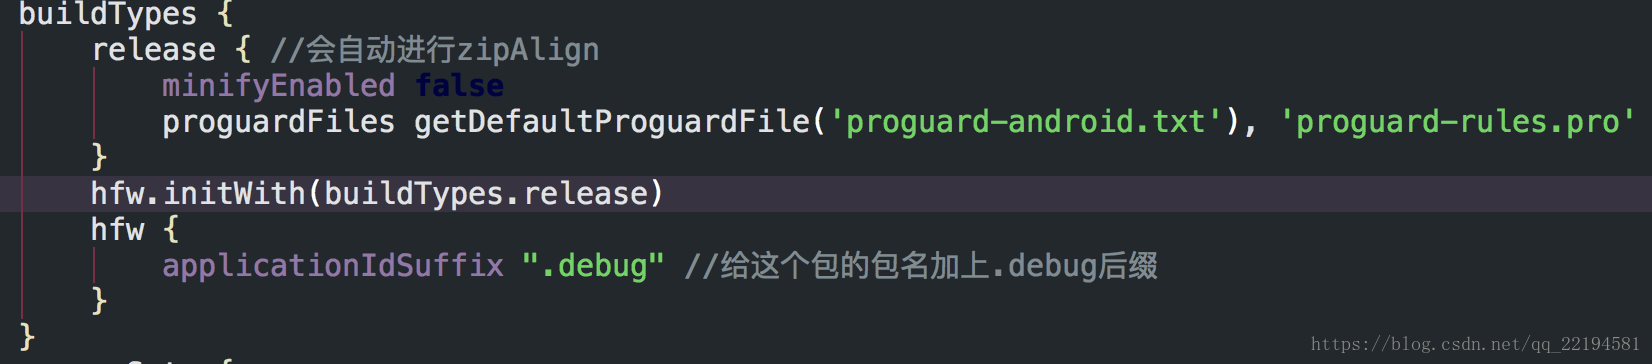 buildTypes {
    release { //会自动进行zipAlign
        minifyEnabled false
        proguardFiles getDefaultProguardFile('proguard-android.txt'), 'proguard-rules.pro'
    }
    hfw.initWith(buildTypes.release)
    hfw {
        applicationIdSuffix ".debug" //给这个包的包名加上.debug后缀
    }
}
https://blog.csdn.net/qq_22194581